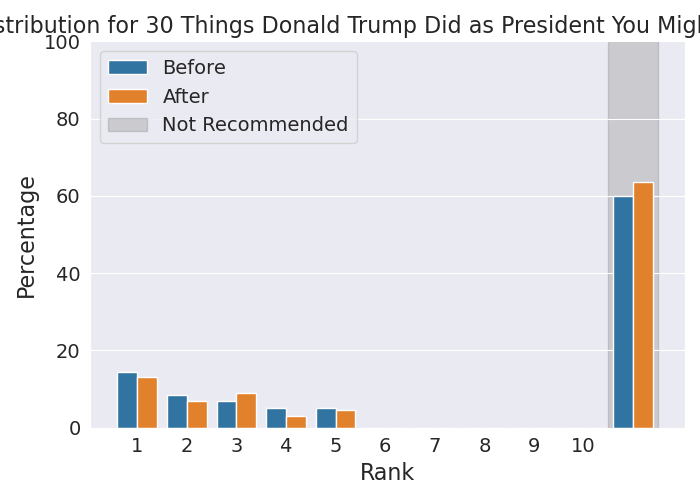 stribution for 30 Things Donald Trump Did as President You Migh
100
80
60
40
20
0
Percentage
Before
After
Not Recommended
1 2 3 4 5 6 7 8 9 10
Rank